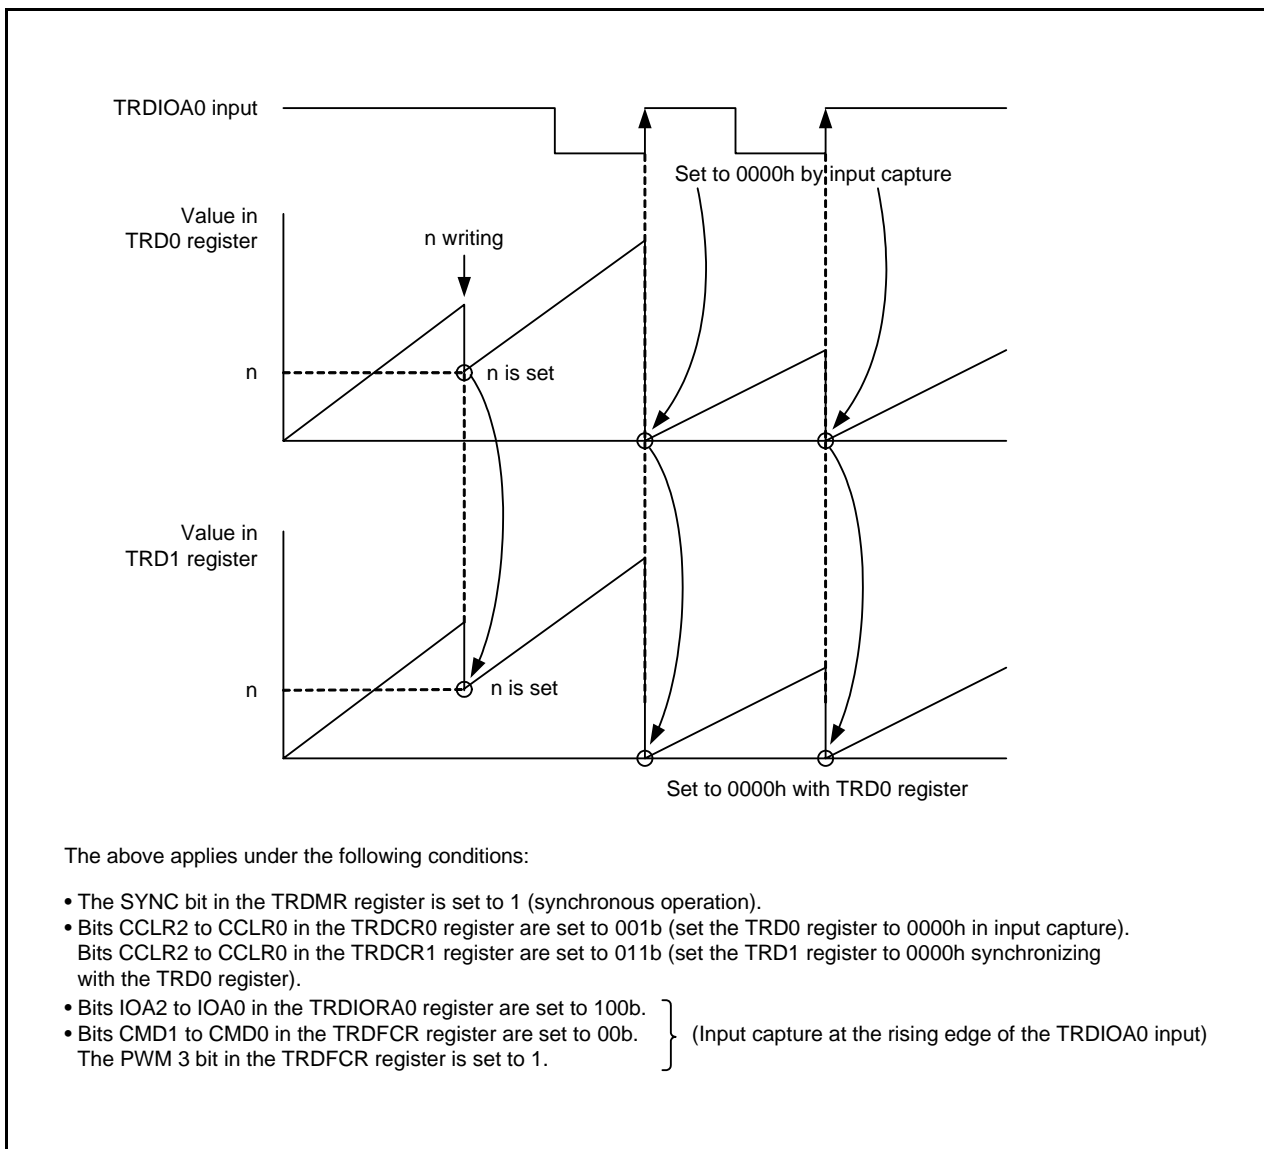 TRDIOA0 input
Set to 0000h by input capture
Value in
TRD0 register
n writing
n
n is set
Value in
TRD1 register
n
n is set
Set to 0000h with TRD0 register
The above applies under the following conditions:
• The SYNC bit in the TRDMR register is set to 1 (synchronous operation).
• Bits CCLR2 to CCLR0 in the TRDCR0 register are set to 001b (set the TRD0 register to 0000h in input capture).
Bits CCLR2 to CCLR0 in the TRDCR1 register are set to 011b (set the TRD1 register to 0000h synchronizing
with the TRD0 register).
• Bits IOA2 to IOA0 in the TRDIORA0 register are set to 100b.
• Bits CMD1 to CMD0 in the TRDFCR register are set to 00b.
The PWM 3 bit in the TRDFCR register is set to 1.
(Input capture at the rising edge of the TRDIOA0 input)